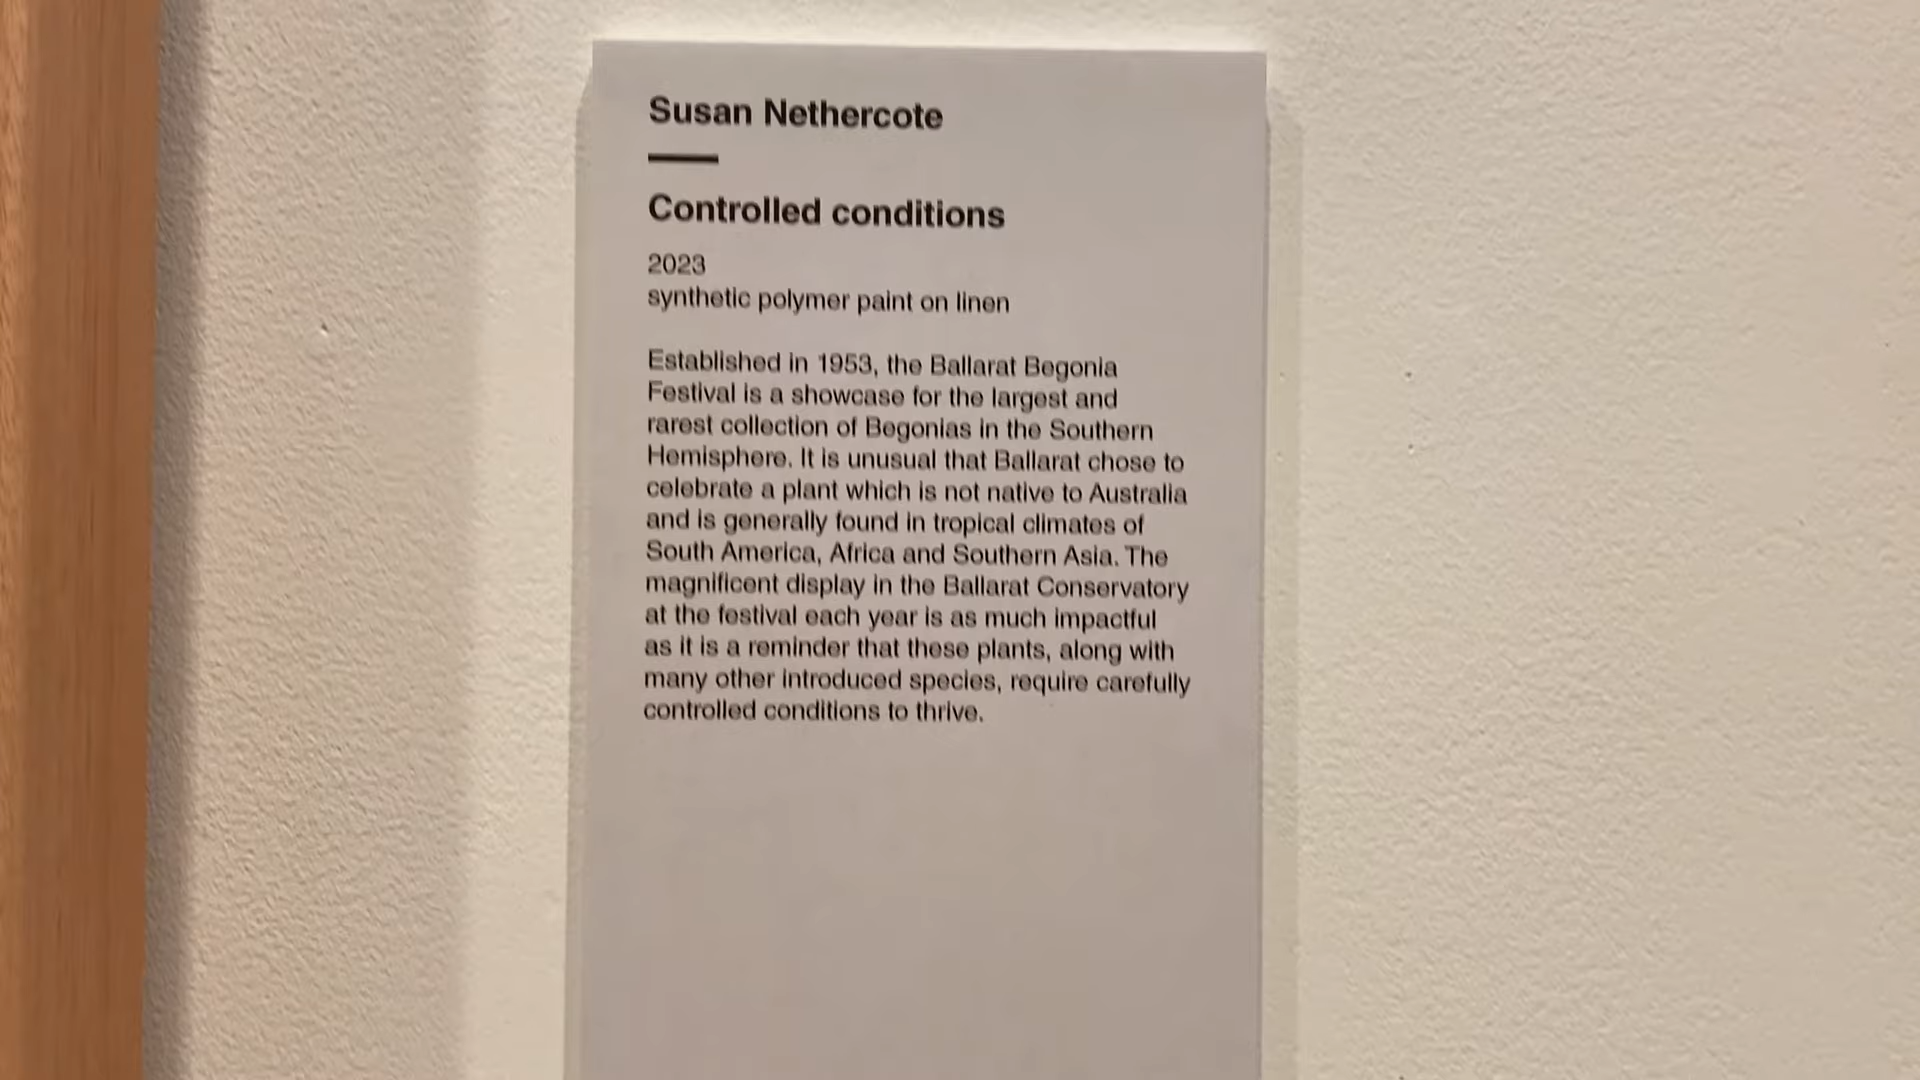 Susan Nethercote
Controlled conditions
2023
synthetic polymer paint on linen
Established in 1953, the Ballarat Begonia
Festival is a showcase for the largest and
rarest collection of Begonias in the Southern
Hemisphere. It is unusual that Ballarat chose to
celebrate a plant which is not native to Australia
and is generally found in tropical climates of
South America, Africa and Southern Asia. The
magnificent display in the Ballarat Conservatory
at the festival each year is as much impactful
as it is a reminder that these plants, along with
many other introduced species, require carefully
controlled conditions to thrive.